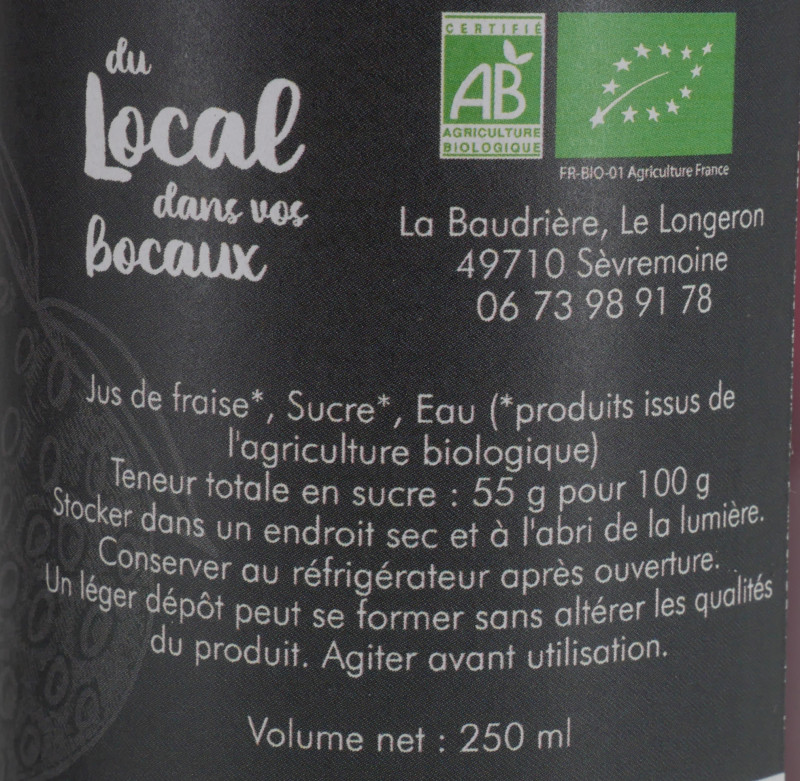 du
Local
dans vos
bocaux
CERTIFIÉ
AB
AGRICULTURE
BIOLOGIQUE
FR-BIO-01 Agriculture France
La Baudrière, Le Longeron
49710 Sèvremoine
06 73 98 91 78
Jus de fraise*, Sucre*, Eau (*produits issus de
l'agriculture biologique)
Teneur totale en sucre : 55 g pour 100 g
Stocker dans un endroit sec et à l'abri de la lumière.
Conserver au réfrigérateur après ouverture.
Un léger dépôt peut se former sans altérer les qualités
du produit. Agiter avant utilisation.
Volume net : 250 ml